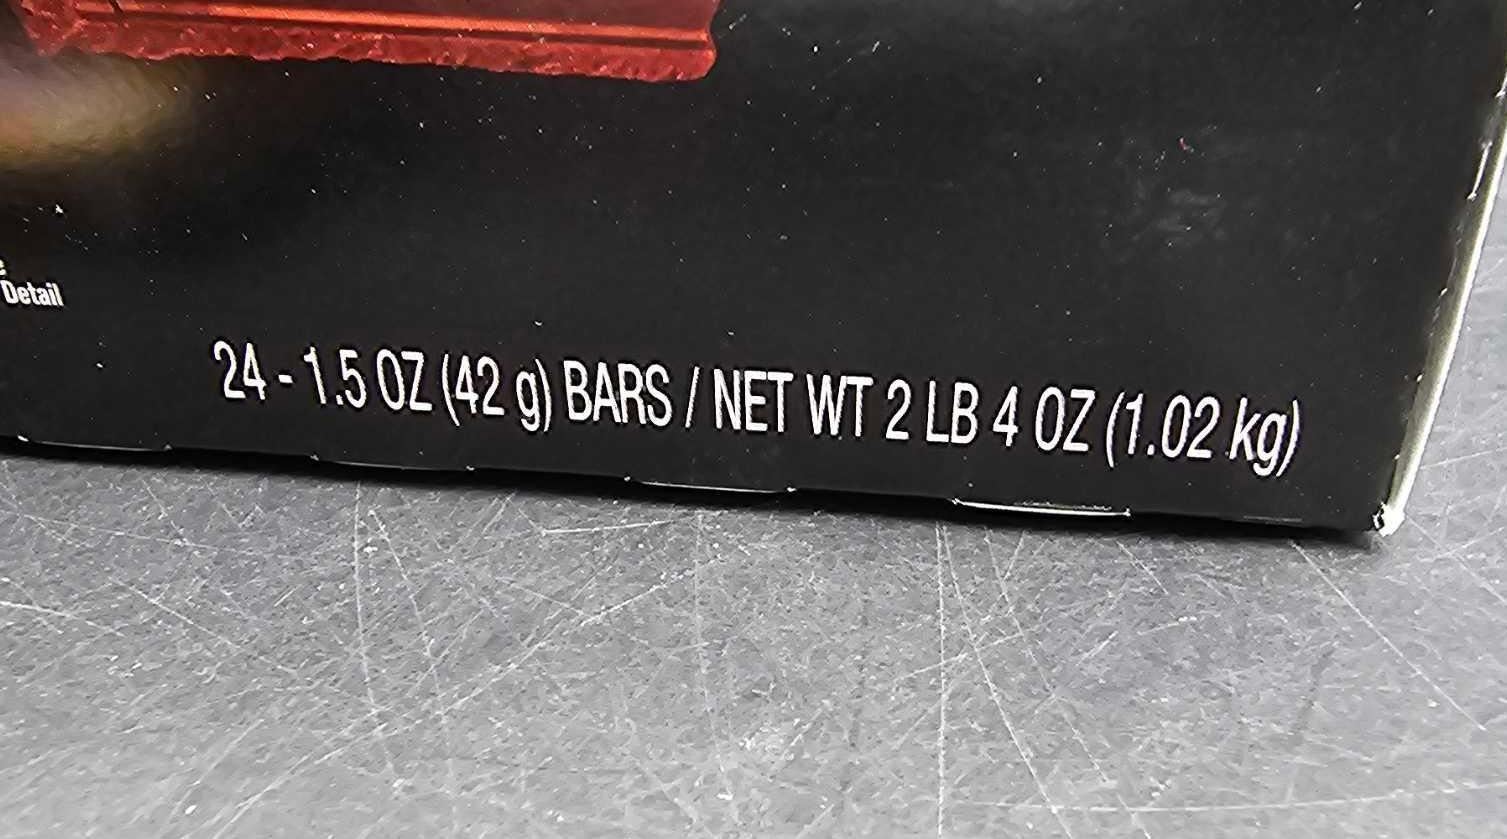 Detail
24 - 1.5 OZ (42 g) BARS / NET WT 2 LB 4 OZ (1.02 kg)